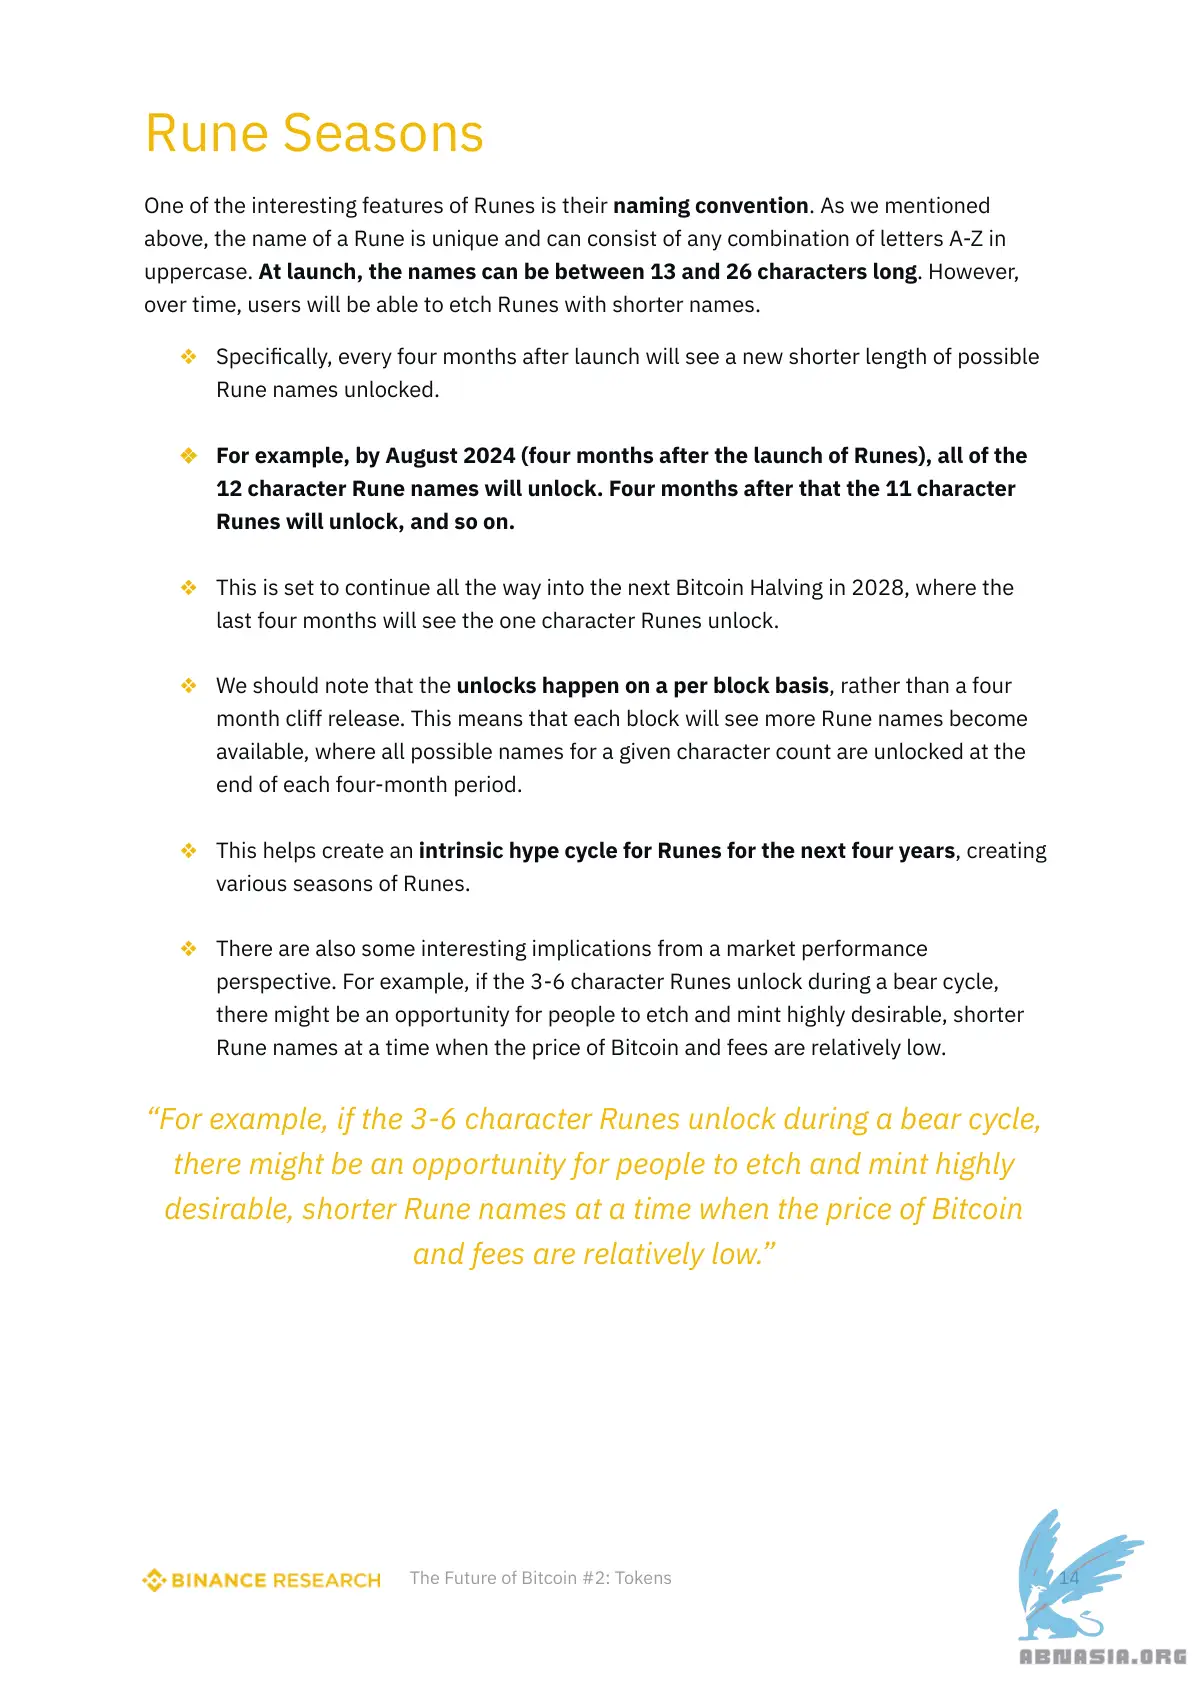 Rune Seasons
One of the interesting features of Runes is their naming convention. As we mentioned
above, the name of a Rune is unique and can consist of any combination of letters A-Z in
uppercase. At launch, the names can be between 13 and 26 characters long. However,
over time, users will be able to etch Runes with shorter names.
❖ Specifically, every four months after launch will see a new shorter length of possible
Rune names unlocked.
❖ For example, by August 2024 (four months after the launch of Runes), all of the
12 character Rune names will unlock. Four months after that the 11 character
Runes will unlock, and so on.
❖ This is set to continue all the way into the next Bitcoin Halving in 2028, where the
last four months will see the one character Runes unlock.
❖ We should note that the unlocks happen on a per block basis, rather than a four
month cliff release. This means that each block will see more Rune names become
available, where all possible names for a given character count are unlocked at the
end of each four-month period.
❖ This helps create an intrinsic hype cycle for Runes for the next four years, creating
various seasons of Runes.
❖ There are also some interesting implications from a market performance
perspective. For example, if the 3-6 character Runes unlock during a bear cycle,
there might be an opportunity for people to etch and mint highly desirable, shorter
Rune names at a time when the price of Bitcoin and fees are relatively low.
“For example, if the 3-6 character Runes unlock during a bear cycle,
there might be an opportunity for people to etch and mint highly
desirable, shorter Rune names at a time when the price of Bitcoin
and fees are relatively low.”
BINANCE RESEARCH The Future of Bitcoin #2: Tokens 14
ABNASIA.ORG